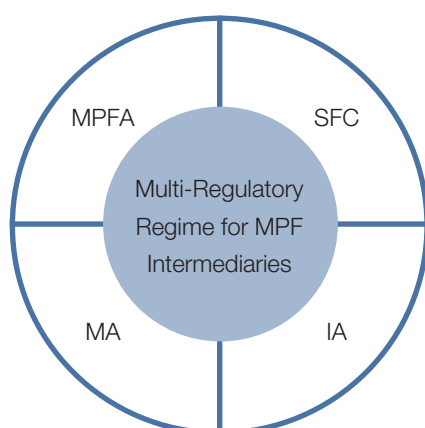 MPFA
SFC
Multi-Regulatory
Regime for MPF
Intermediaries
MA
IA